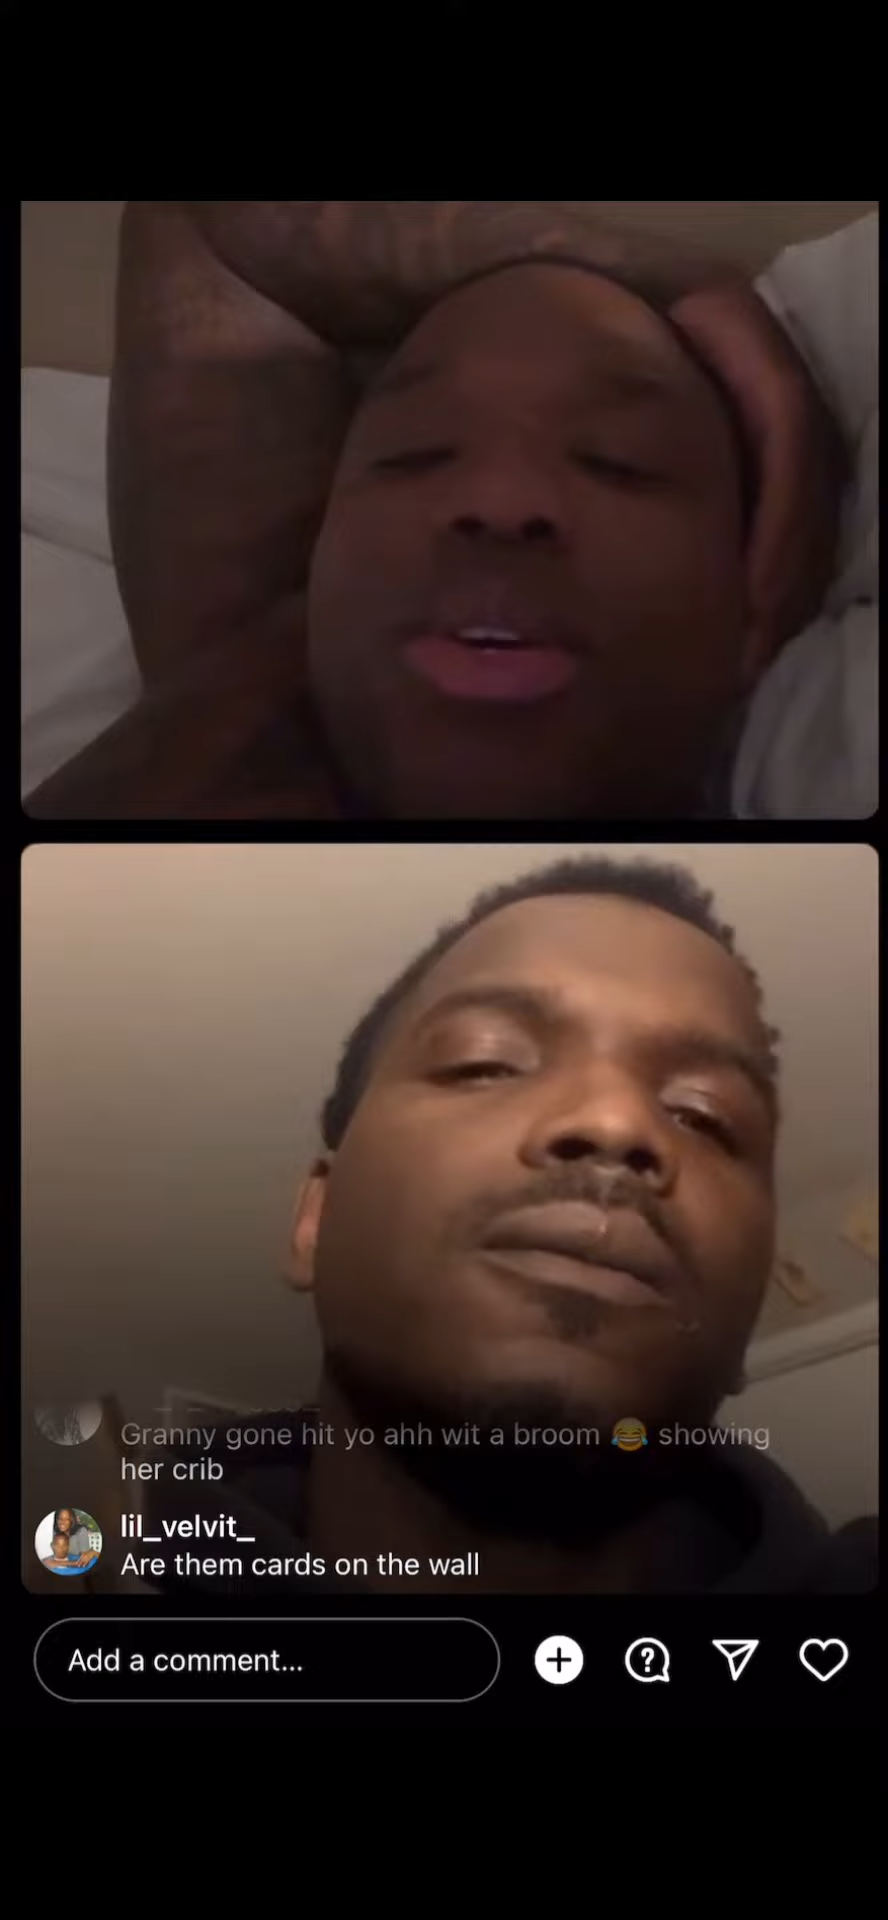 Granny gone hit yo ahh wit a broom 😂 showing
her crib
lil_velvit_
Are them cards on the wall
Add a comment...